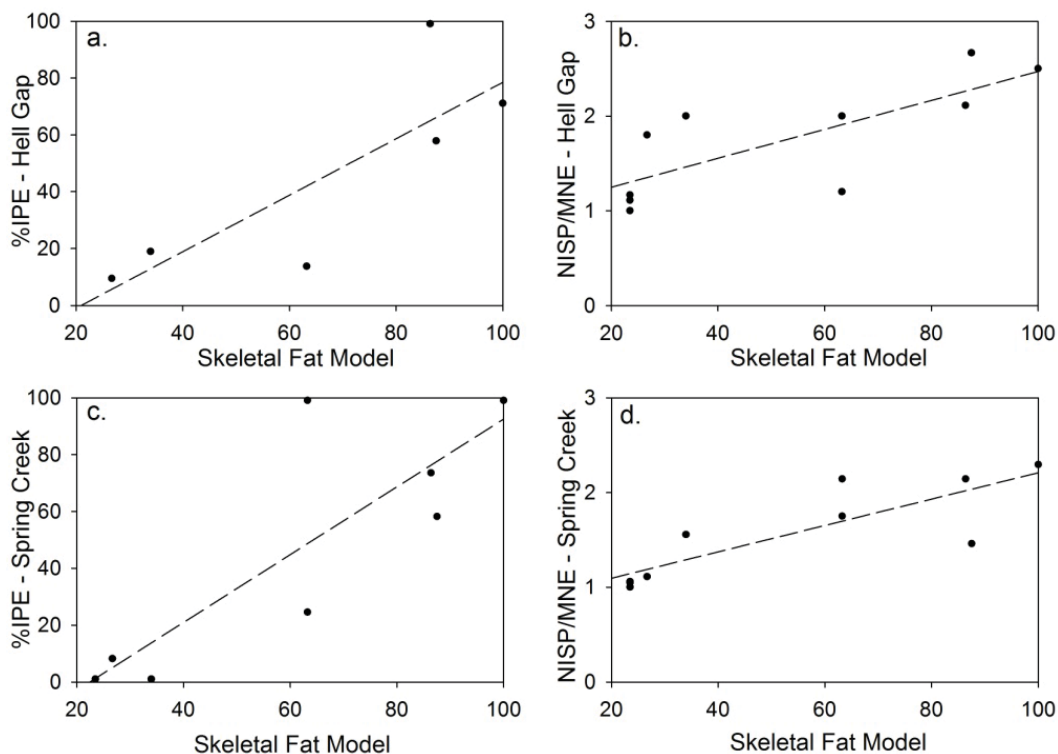 a.
100
80
60
40
20
0
%IPE - Hell Gap
20 40 60 80 100
Skeletal Fat Model
b.
3
2
1
0
NISP/MNE - Hell Gap
20 40 60 80 100
Skeletal Fat Model
c.
100
80
60
40
20
0
%IPE - Spring Creek
20 40 60 80 100
Skeletal Fat Model
d.
3
2
1
0
NISP/MNE - Spring Creek
20 40 60 80 100
Skeletal Fat Model